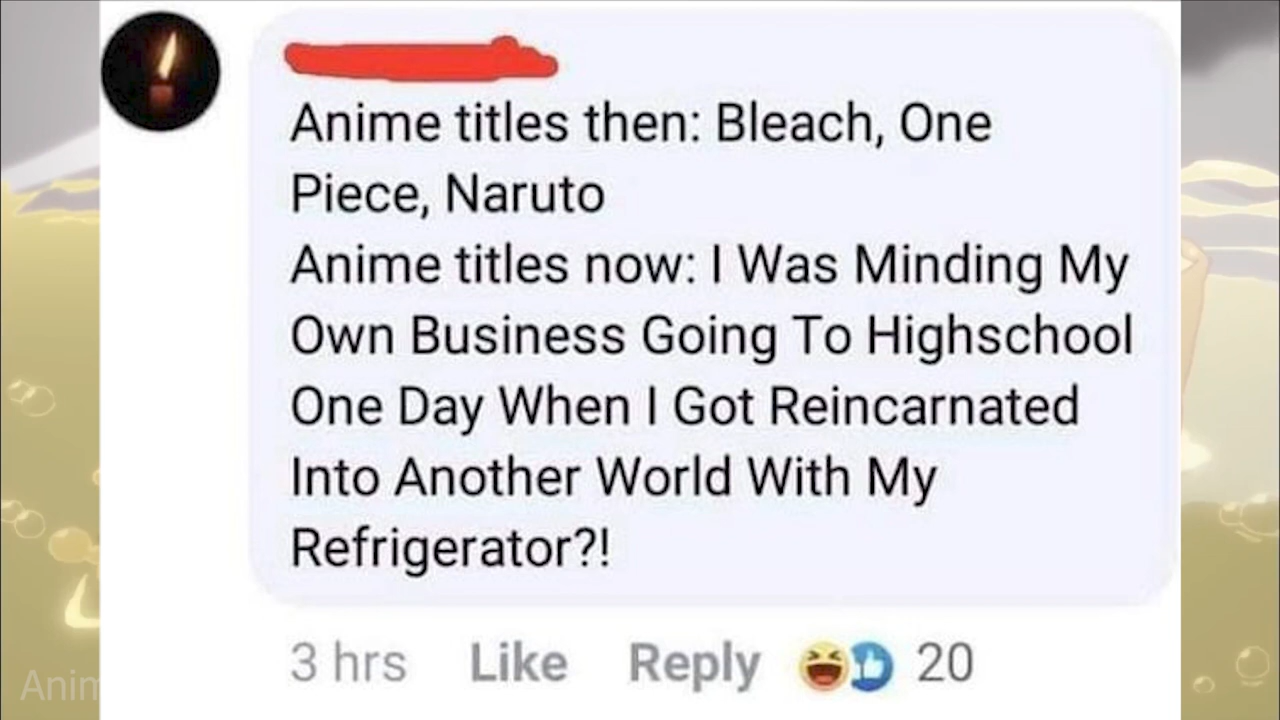 Anime titles then: Bleach, One
Piece, Naruto
Anime titles now: I Was Minding My
Own Business Going To Highschool
One Day When I Got Reincarnated
Into Another World With My
Refrigerator?!
3 hrs Like Reply 20
Anim